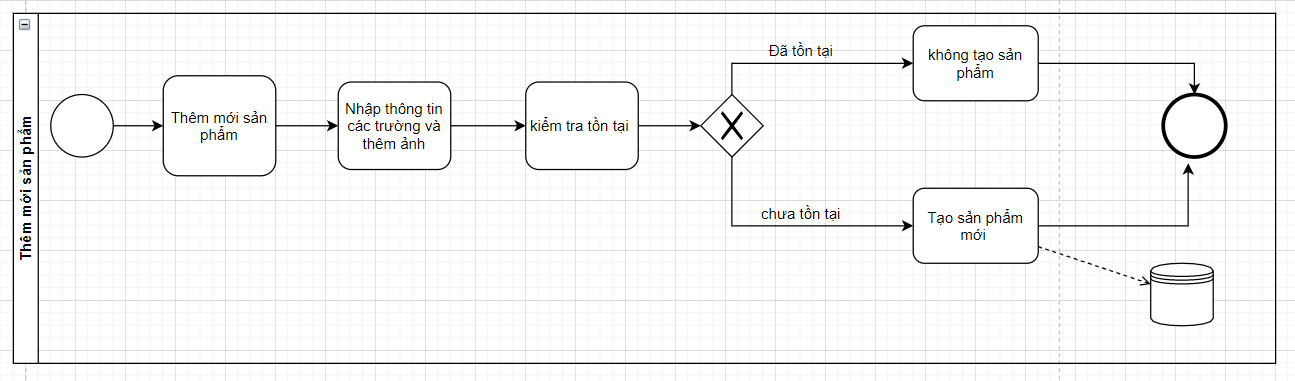 Thêm mới sản phẩm
Thêm mới sản
phẩm
Nhập thông tin
các trường và
thêm ảnh
kiểm tra tồn tại
Đã tồn tại
không tạo sản
phẩm
chưa tồn tại
Tạo sản phẩm
mới